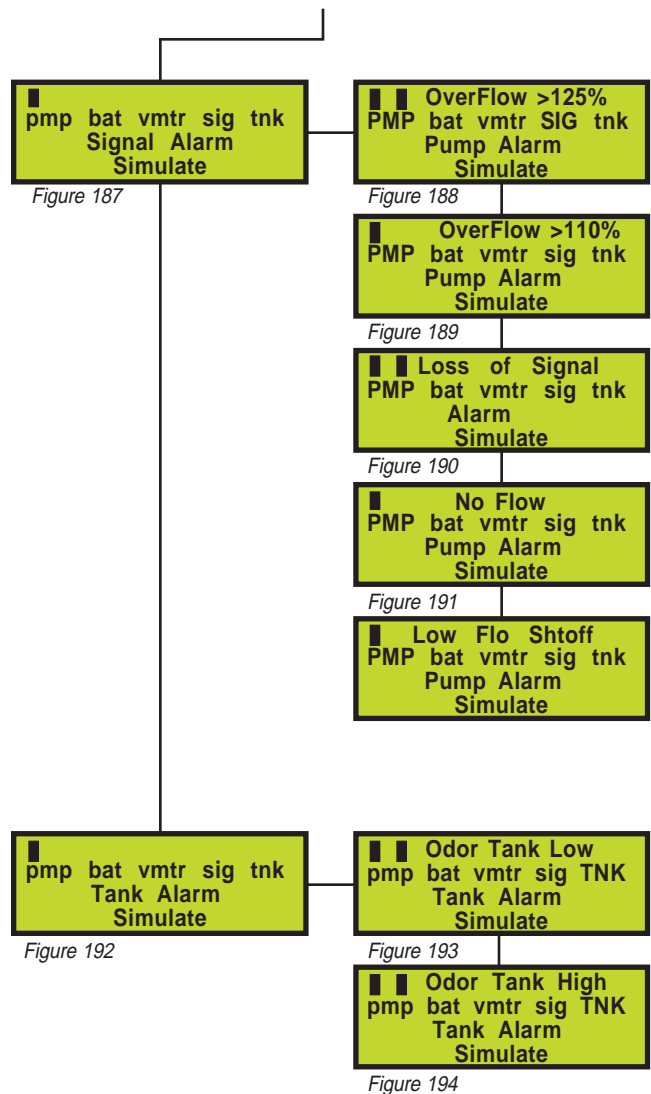 pmp bat vmtr sig tnk
Signal Alarm
Simulate
Figure 187
OverFlow >125%
PMP bat vmtr SIG tnk
Pump Alarm
Simulate
Figure 188
OverFlow >110%
PMP bat vmtr sig tnk
Pump Alarm
Simulate
Figure 189
Loss of Signal
PMP bat vmtr sig tnk
Alarm
Simulate
Figure 190
No Flow
PMP bat vmtr sig tnk
Pump Alarm
Simulate
Figure 191
Low Flo Shtoff
PMP bat vmtr sig tnk
Pump Alarm
Simulate
pmp bat vmtr sig tnk
Tank Alarm
Simulate
Figure 192
Odor Tank Low
pmp bat vmtr sig TNK
Tank Alarm
Simulate
Figure 193
Odor Tank High
pmp bat vmtr sig TNK
Tank Alarm
Simulate
Figure 194